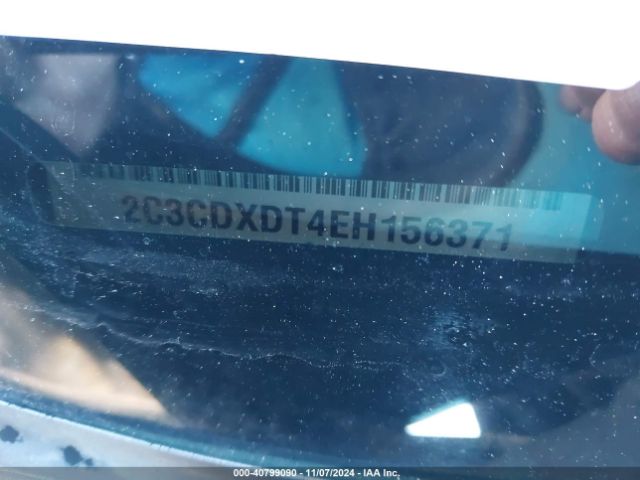 2C3CDXDT4EH156371
000-40799090 - 11/07/2024 - IAA Inc.